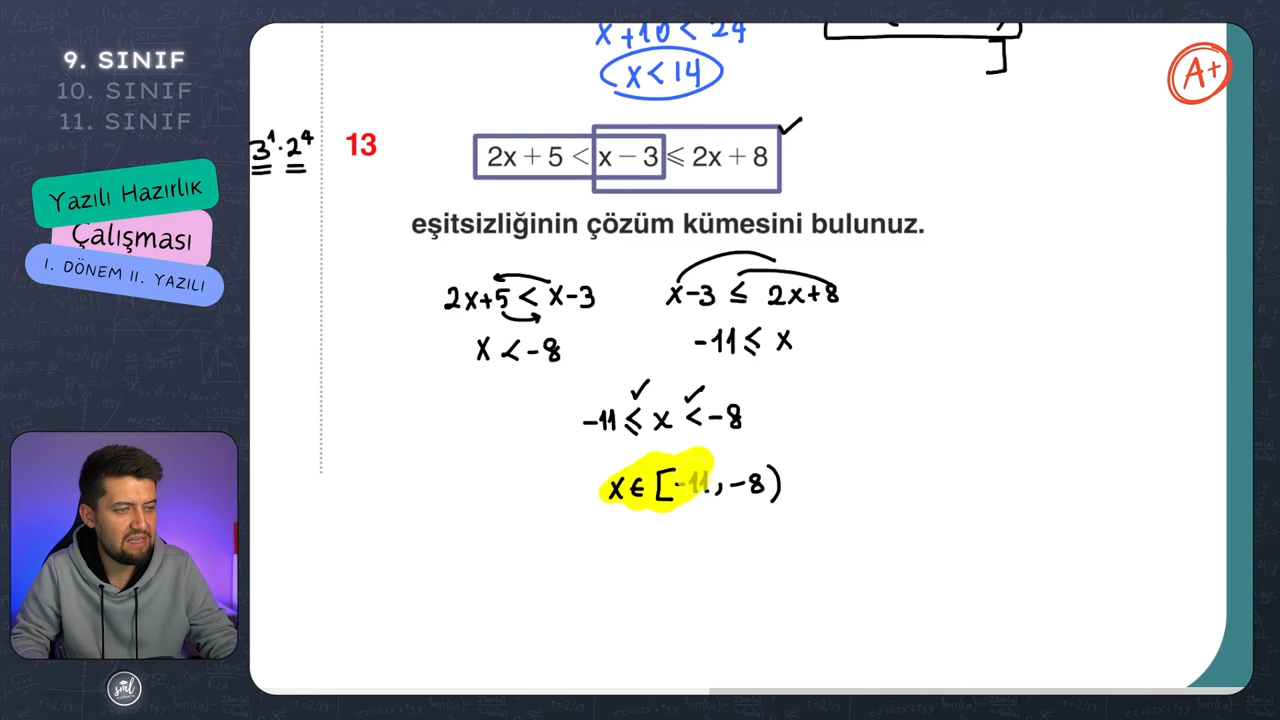 9. SINIF
10. SINIF
11. SINIF
Yazılı Hazırlık
Çalışması
I. DÖNEM II. YAZILI
sml
x+10 < 24
x < 14
A+
3¹·2⁴
13
2x + 5 < x − 3 ⩽ 2x + 8
eşitsizliğinin çözüm kümesini bulunuz.
2x+5 < x-3
x < -8
x-3 ≤ 2x+8
-11 ⩽ x
-11 ⩽ x < -8
x ∈ [-11, -8)